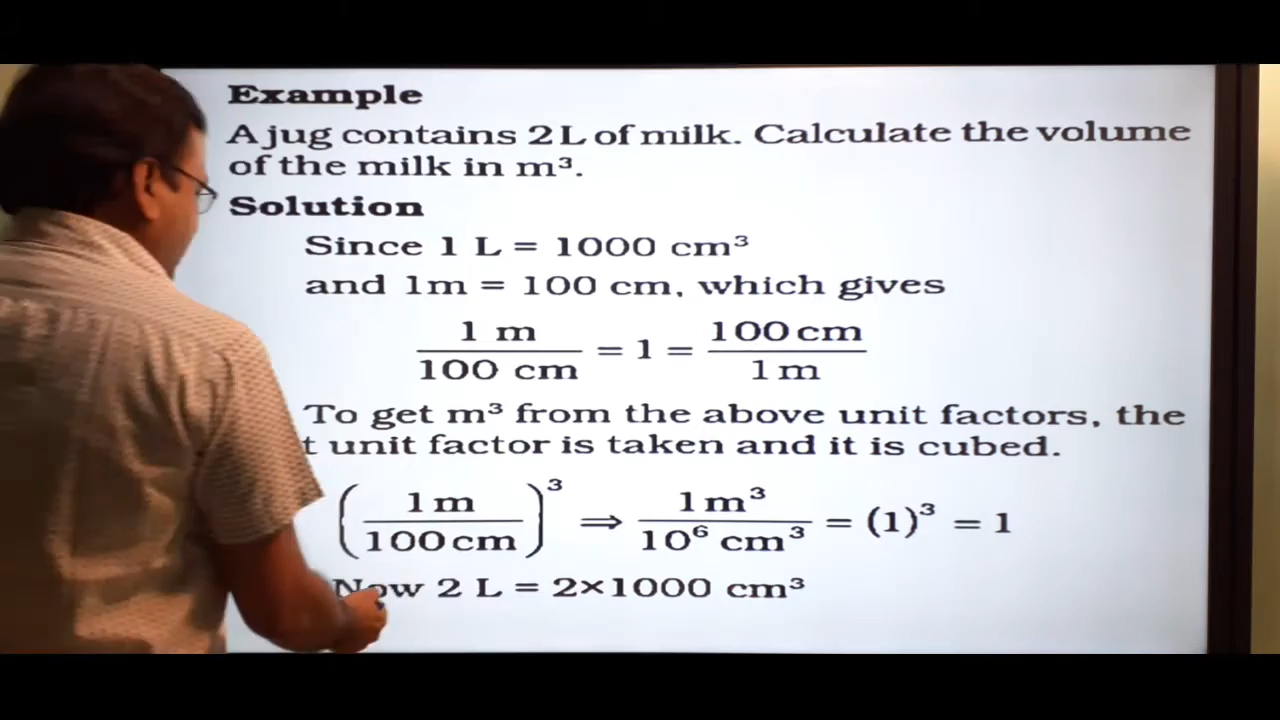 Example
A jug contains 2 L of milk. Calculate the volume
of the milk in m³.
Solution
Since 1 L = 1000 cm³
and 1m = 100 cm, which gives
1 m / 100 cm = 1 = 100 cm / 1 m
To get m³ from the above unit factors, the
unit factor is taken and it is cubed.
(1 m / 100 cm)³ ⇒ 1 m³ / 10⁶ cm³ = (1)³ = 1
Now 2 L = 2×1000 cm³